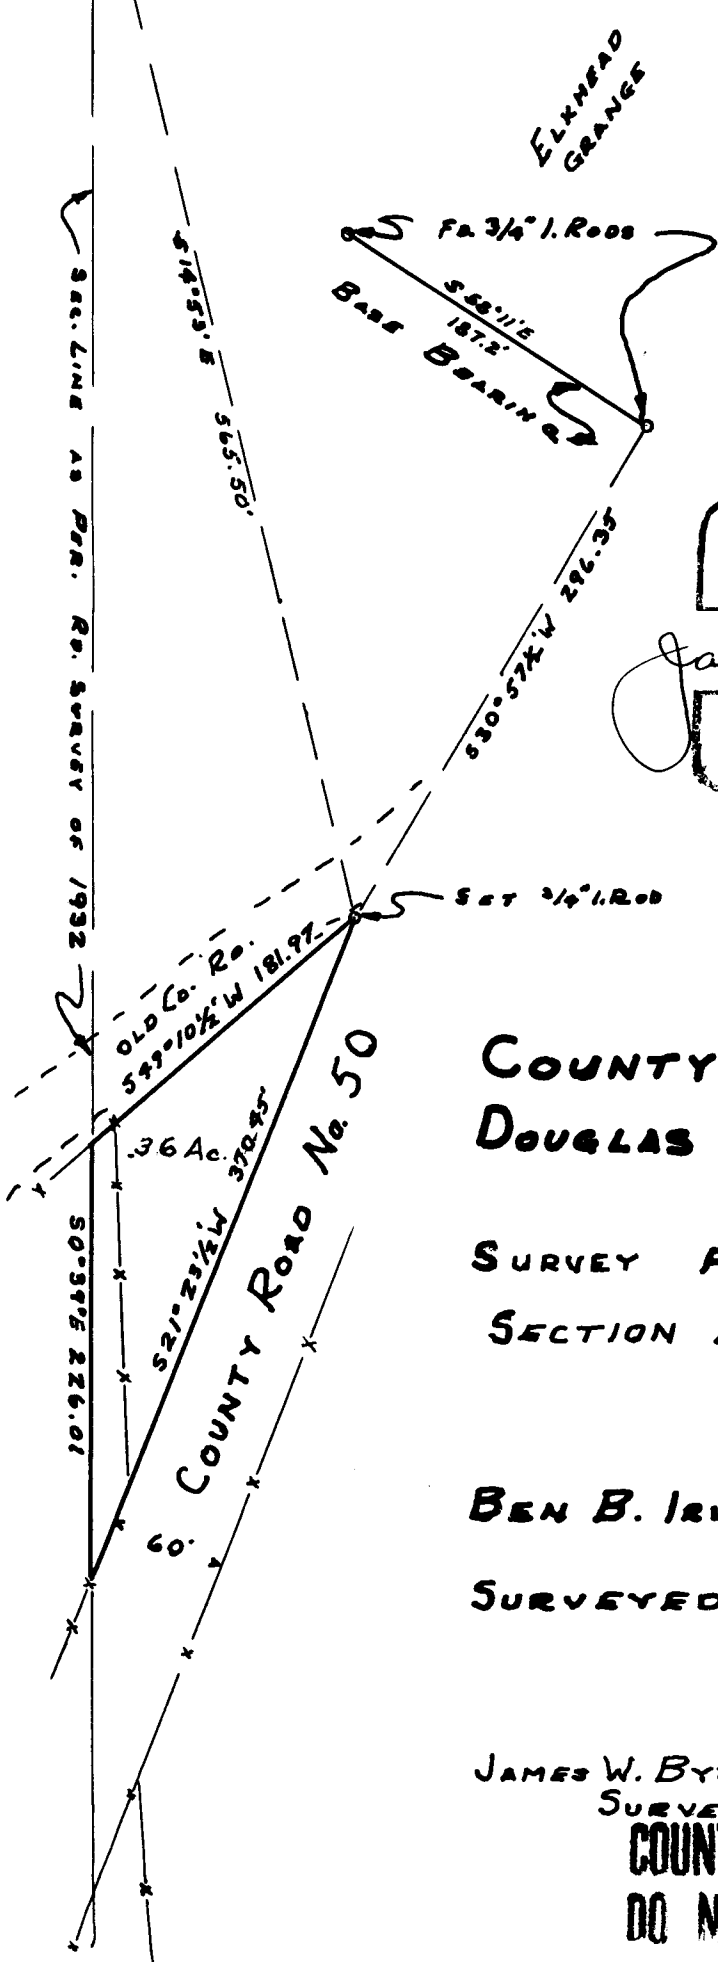 ELKHEAD
GRANGE
FD. 3/4" I. RODS
S 58°11' E
187.2'
BASE BEARING
S 14°53' E 565.50'
SEC. LINE AS PER. RD. SURVEY OF 1932
S 30°57½' W 296.35
SET 3/4" I. ROD
OLD CO. RD.
S 49°10½' W 181.97
.36 Ac.
S 21°23½' W 370.45'
COUNTY ROAD No. 50
S 0°34' E 226.01
60'
COUNTY
DOUGLAS
SURVEY
SECTION
BEN B.
SURVEYED
JAMES W. BY
SURVE
COUN
DO N